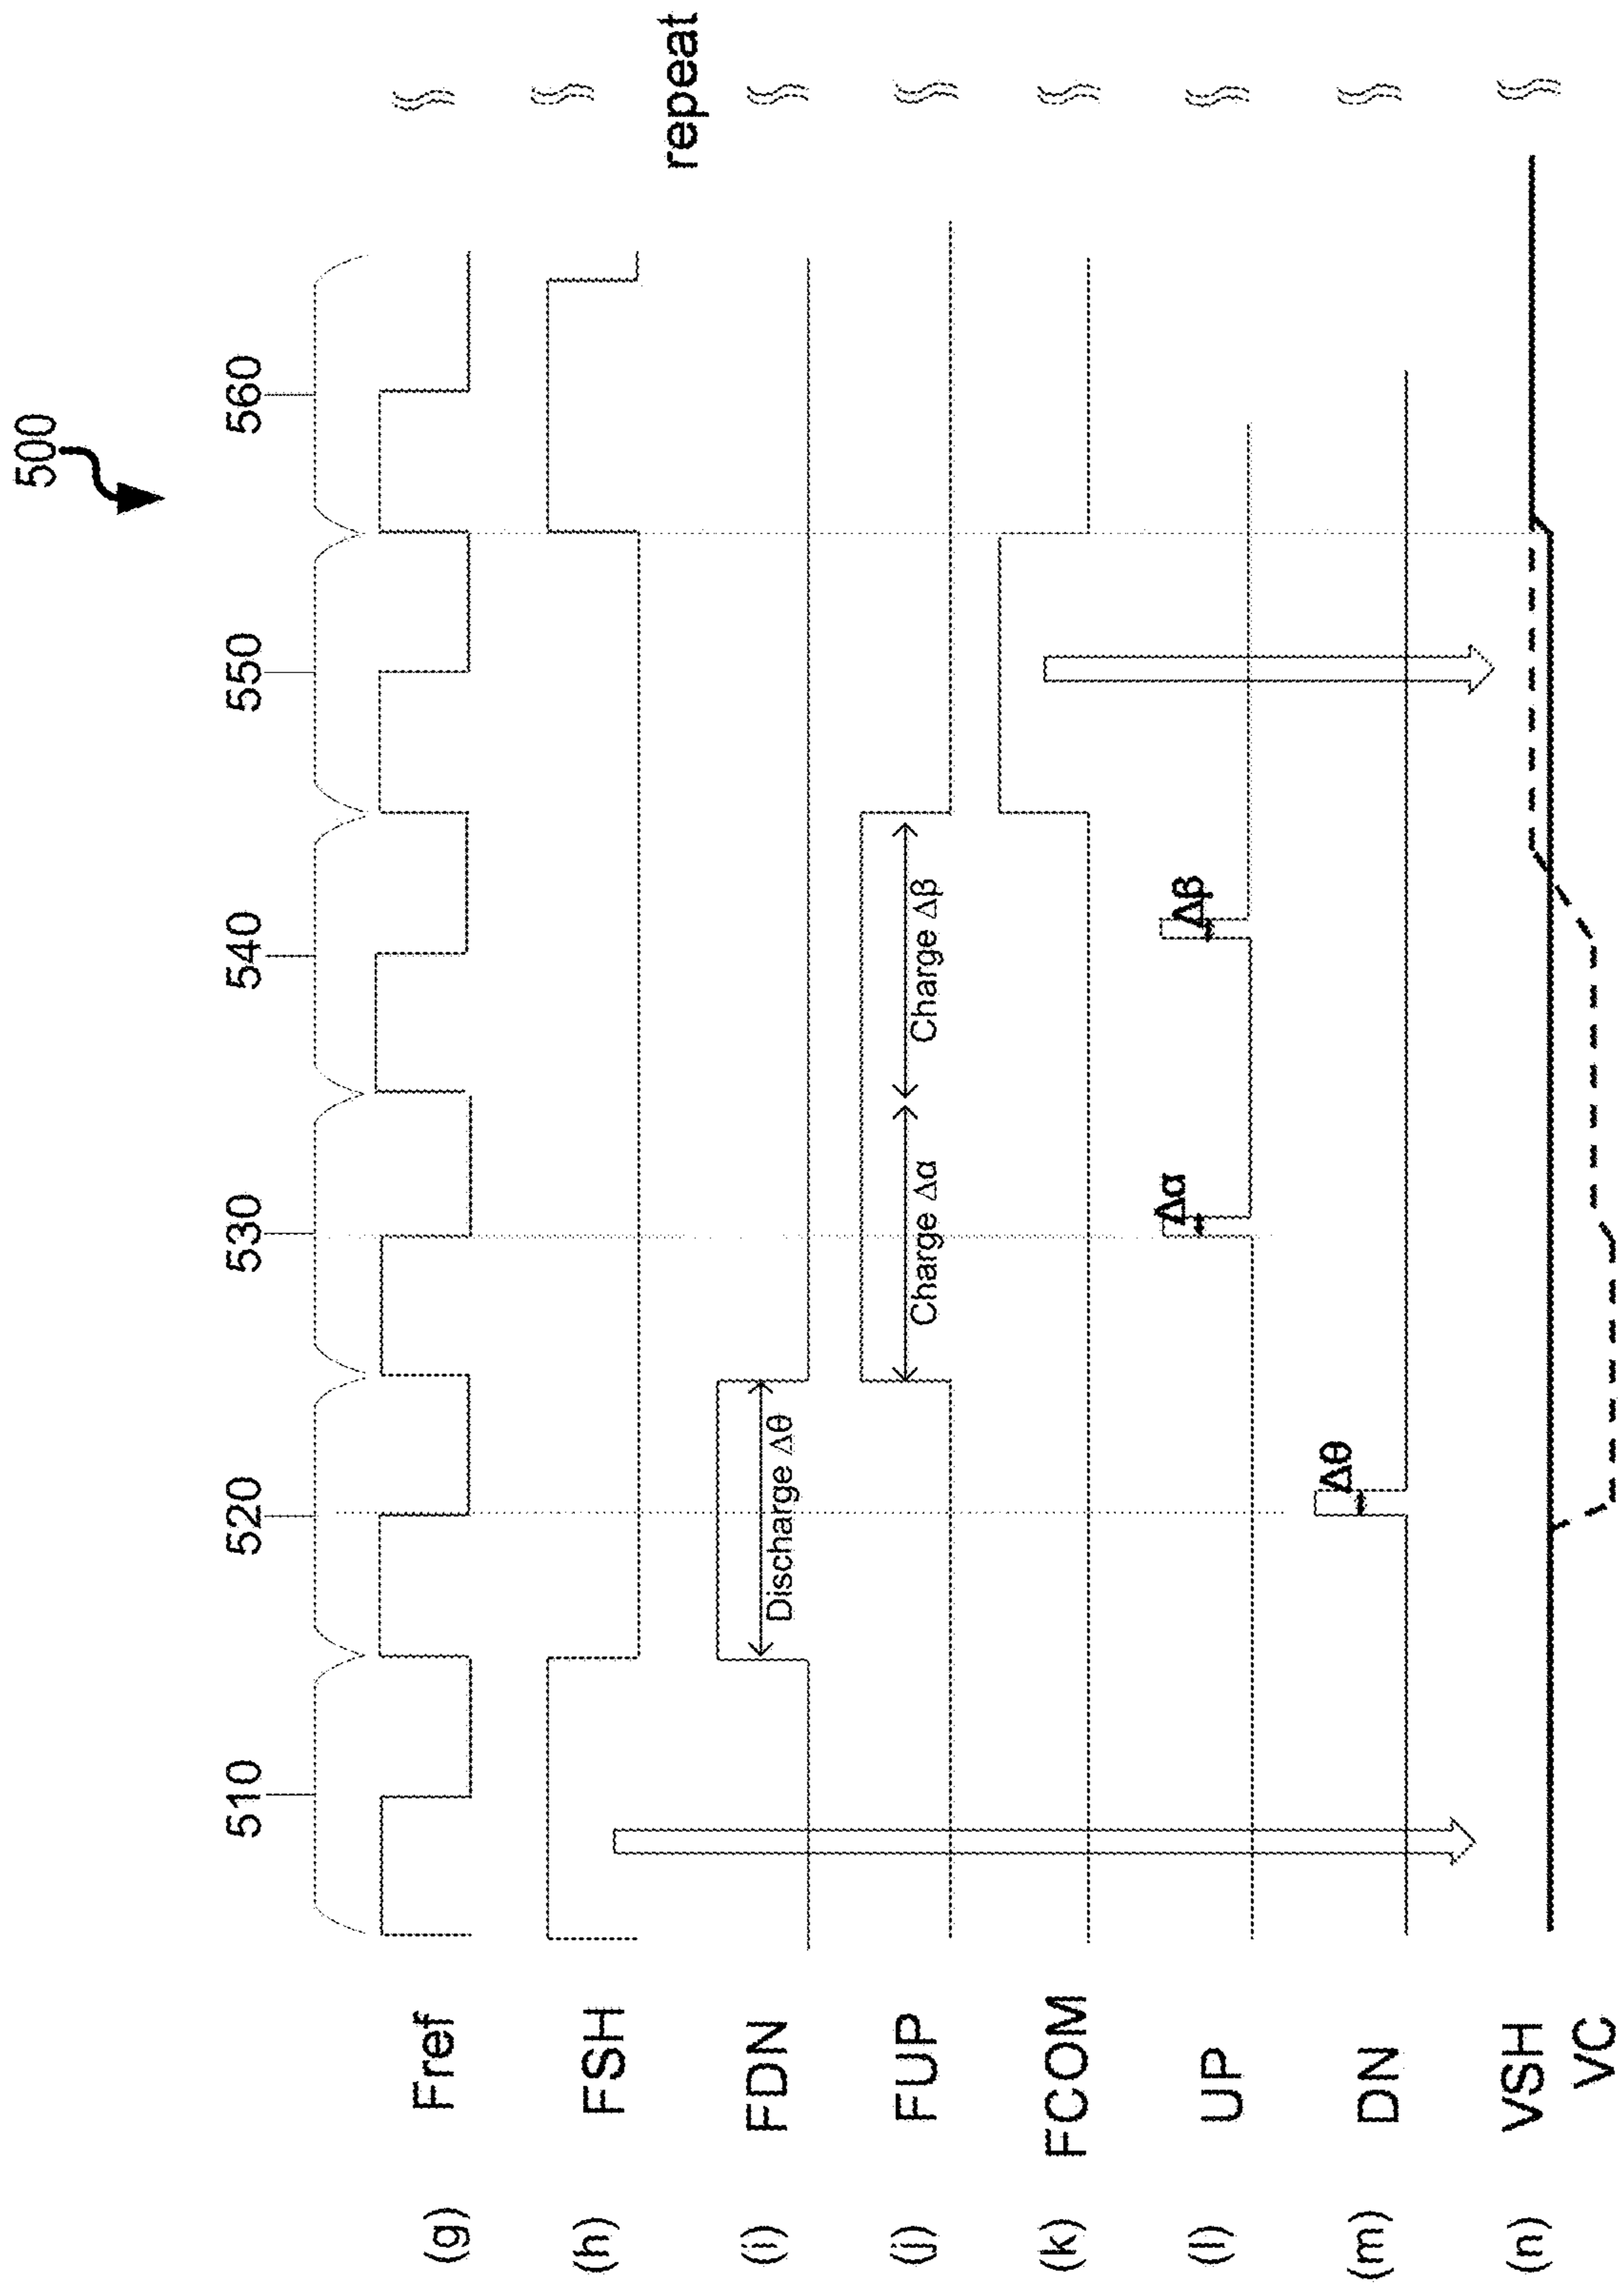 500
510
520
530
540
550
560
(g) Fref
(h) FSH
repeat
(i) FDN
Discharge Δθ
(j) FUP
Charge Δα
Charge Δβ
(k) FCOM
(l) UP
Δα
Δβ
(m) DN
Δθ
(n) VSH
VC